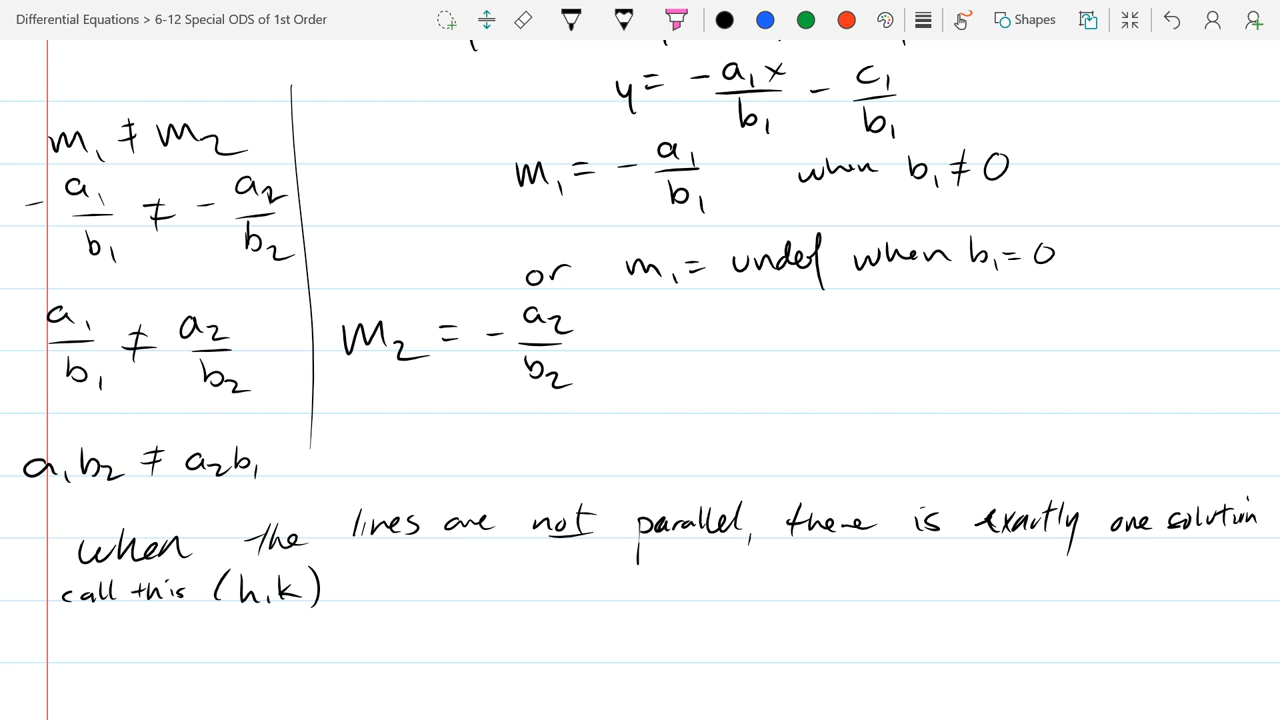 Differential Equations > 6-12 Special ODS of 1st Order
Shapes
y = - a₁x/b₁ - c₁/b₁
m₁ ≠ m₂
m₁ = - a₁/b₁ when b₁ ≠ 0
- a₁/b₁ ≠ - a₂/b₂
or m₁ = undef when b₁ = 0
a₁/b₁ ≠ a₂/b₂
m₂ = - a₂/b₂
a₁b₂ ≠ a₂b₁
when the lines are not parallel, there is exactly one solution
call this (h,k)